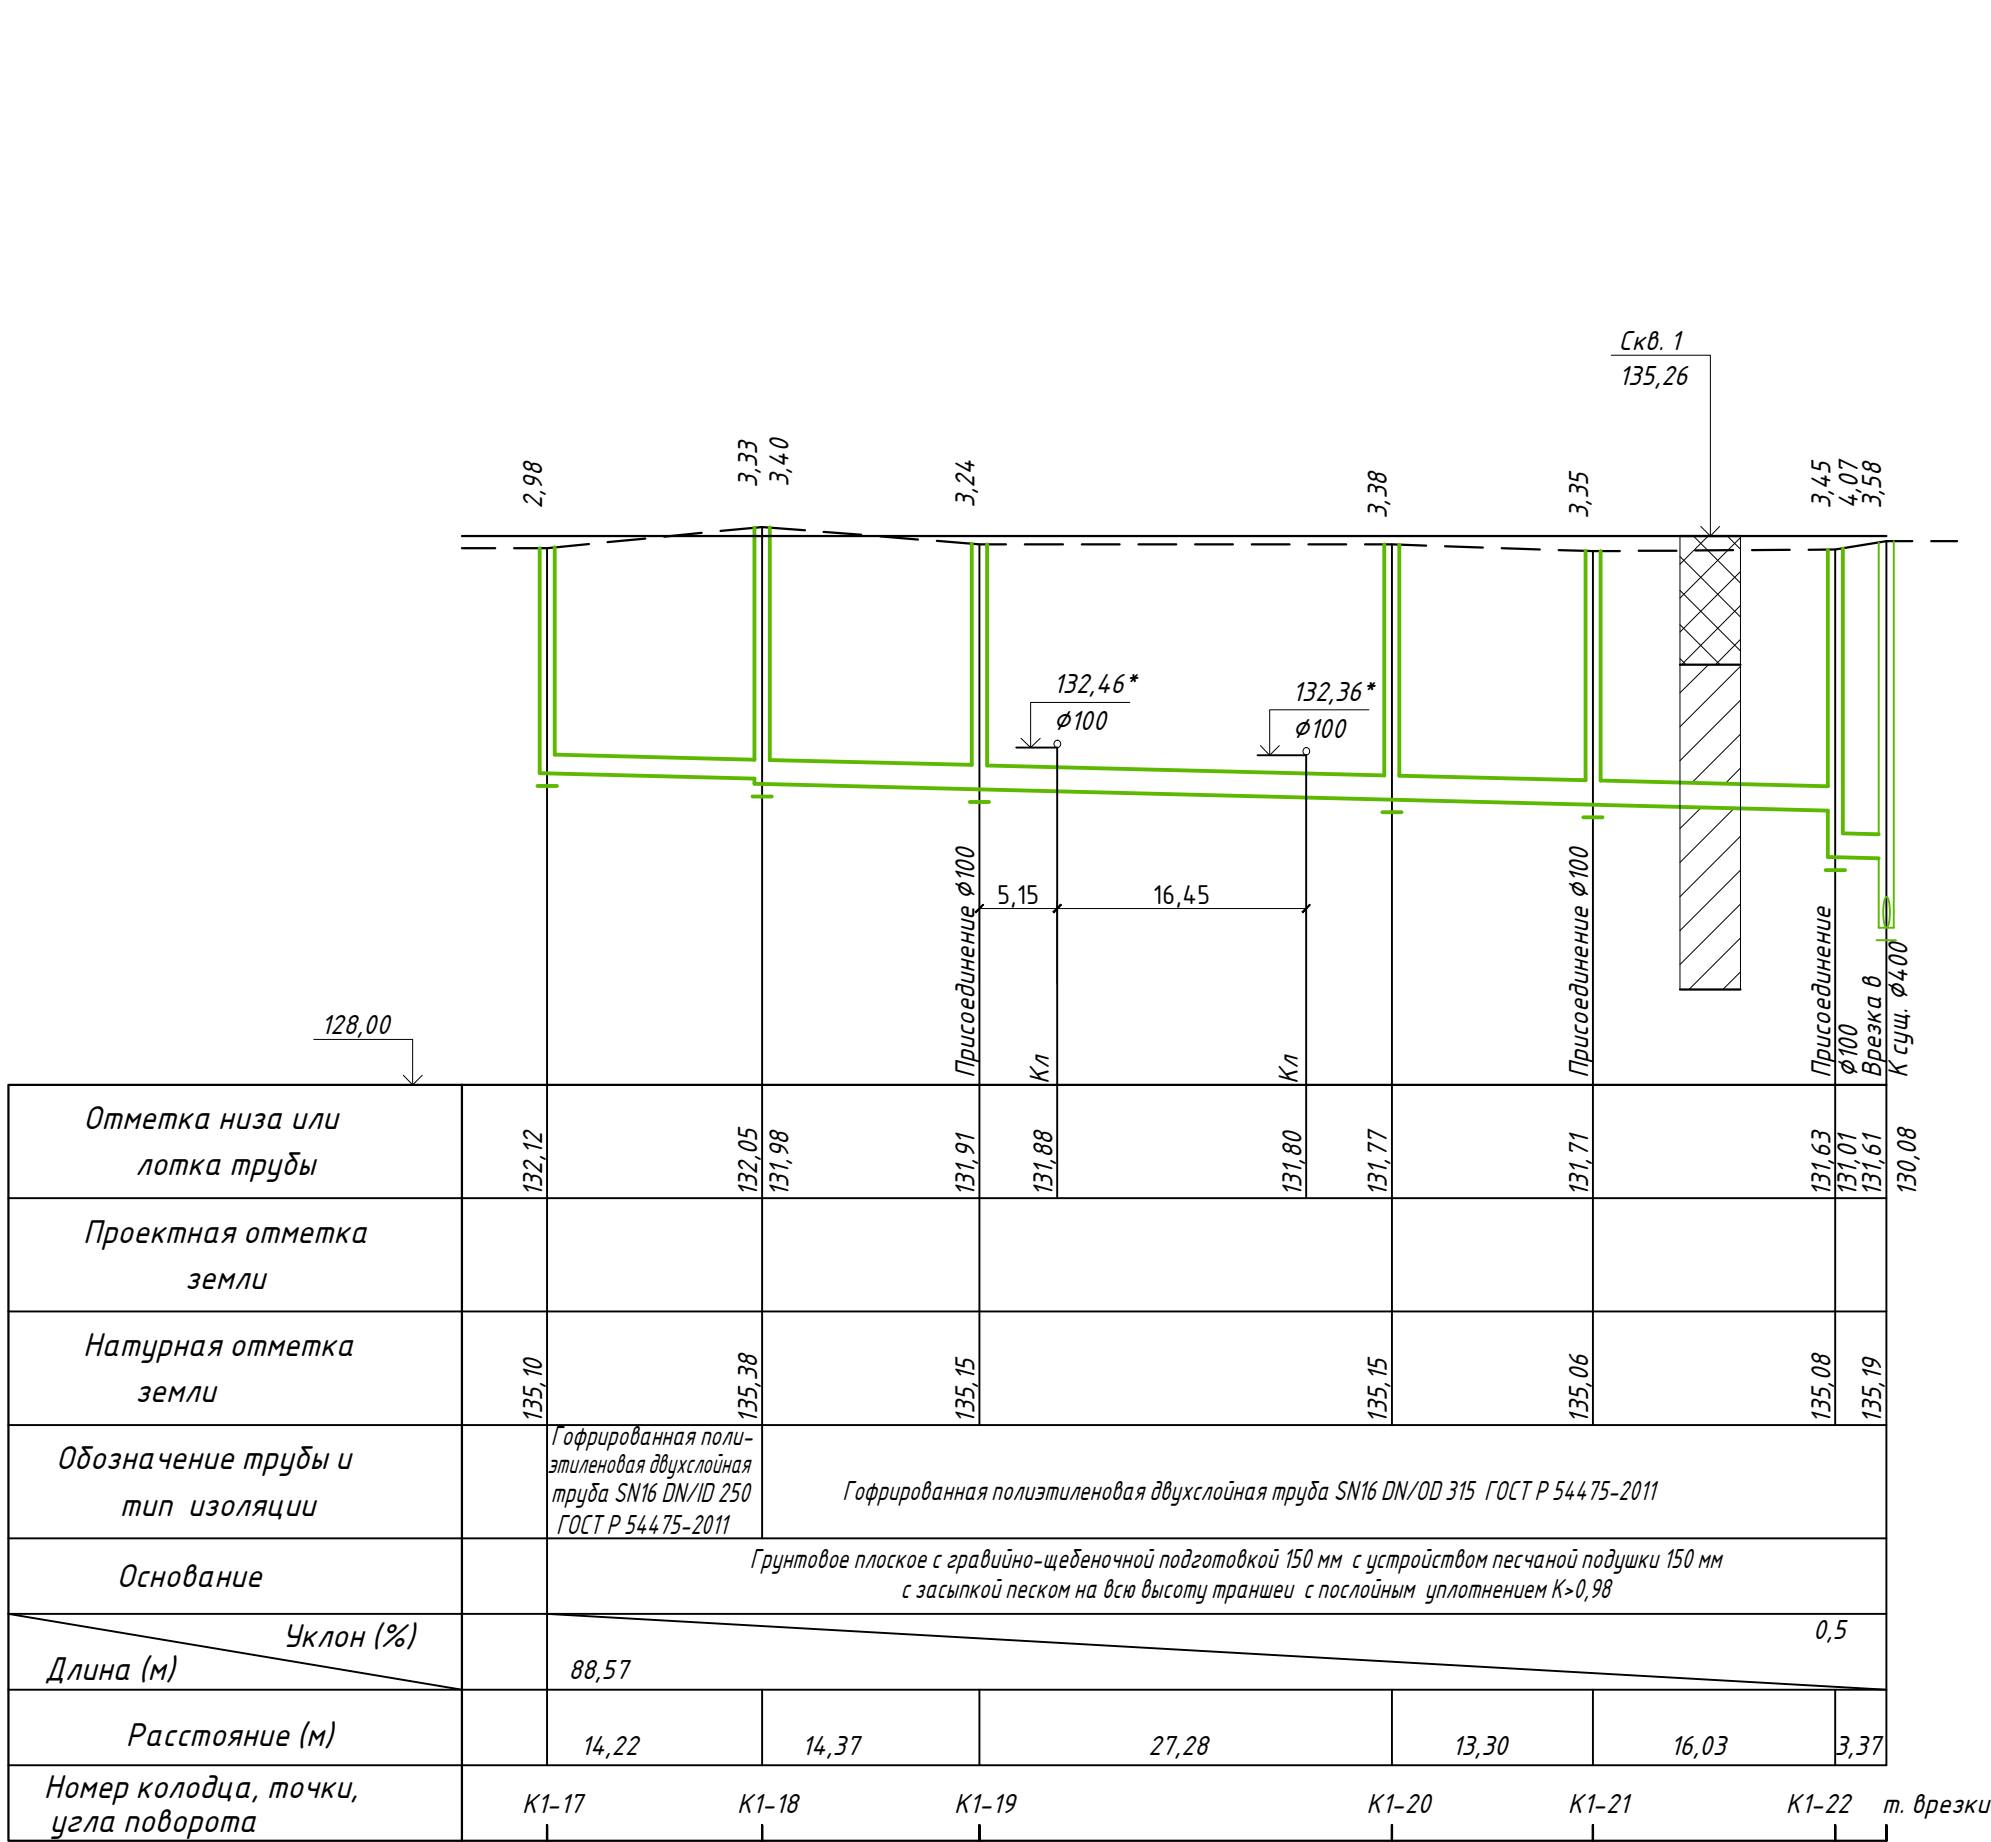 Скв. 1
135,26
2,98
3,33
3,40
3,24
3,38
3,35
3,45
4,07
3,58
132,46*
ϕ100
132,36*
ϕ100
5,15
16,45
Присоединение ϕ100
Кл
Кл
Присоединение ϕ100
Присоединение
ϕ100
Врезка в
К сущ. ϕ400
128,00
Отметка низа или
лотка трубы
132,12
132,05
131,98
131,91
131,88
131,80
131,77
131,71
131,63
131,01
131,61
130,08
Проектная отметка
земли
Натурная отметка
земли
135,10
135,38
135,15
135,15
135,06
135,08
135,19
Обозначение трубы и
тип изоляции
Гофрированная поли-
этиленовая двухслойная
труба SN16 DN/ID 250
ГОСТ Р 54475-2011
Гофрированная полиэтиленовая двухслойная труба SN16 DN/OD 315 ГОСТ Р 54475-2011
Основание
Грунтовое плоское с гравийно-щебеночной подготовкой 150 мм с устройством песчаной подушки 150 мм
с засыпкой песком на всю высоту траншеи с послойным уплотнением К>0,98
Уклон (%)
Длина (м)
88,57
0,5
Расстояние (м)
14,22
14,37
27,28
13,30
16,03
3,37
Номер колодца, точки,
угла поворота
К1-17
К1-18
К1-19
К1-20
К1-21
К1-22
т. врезки